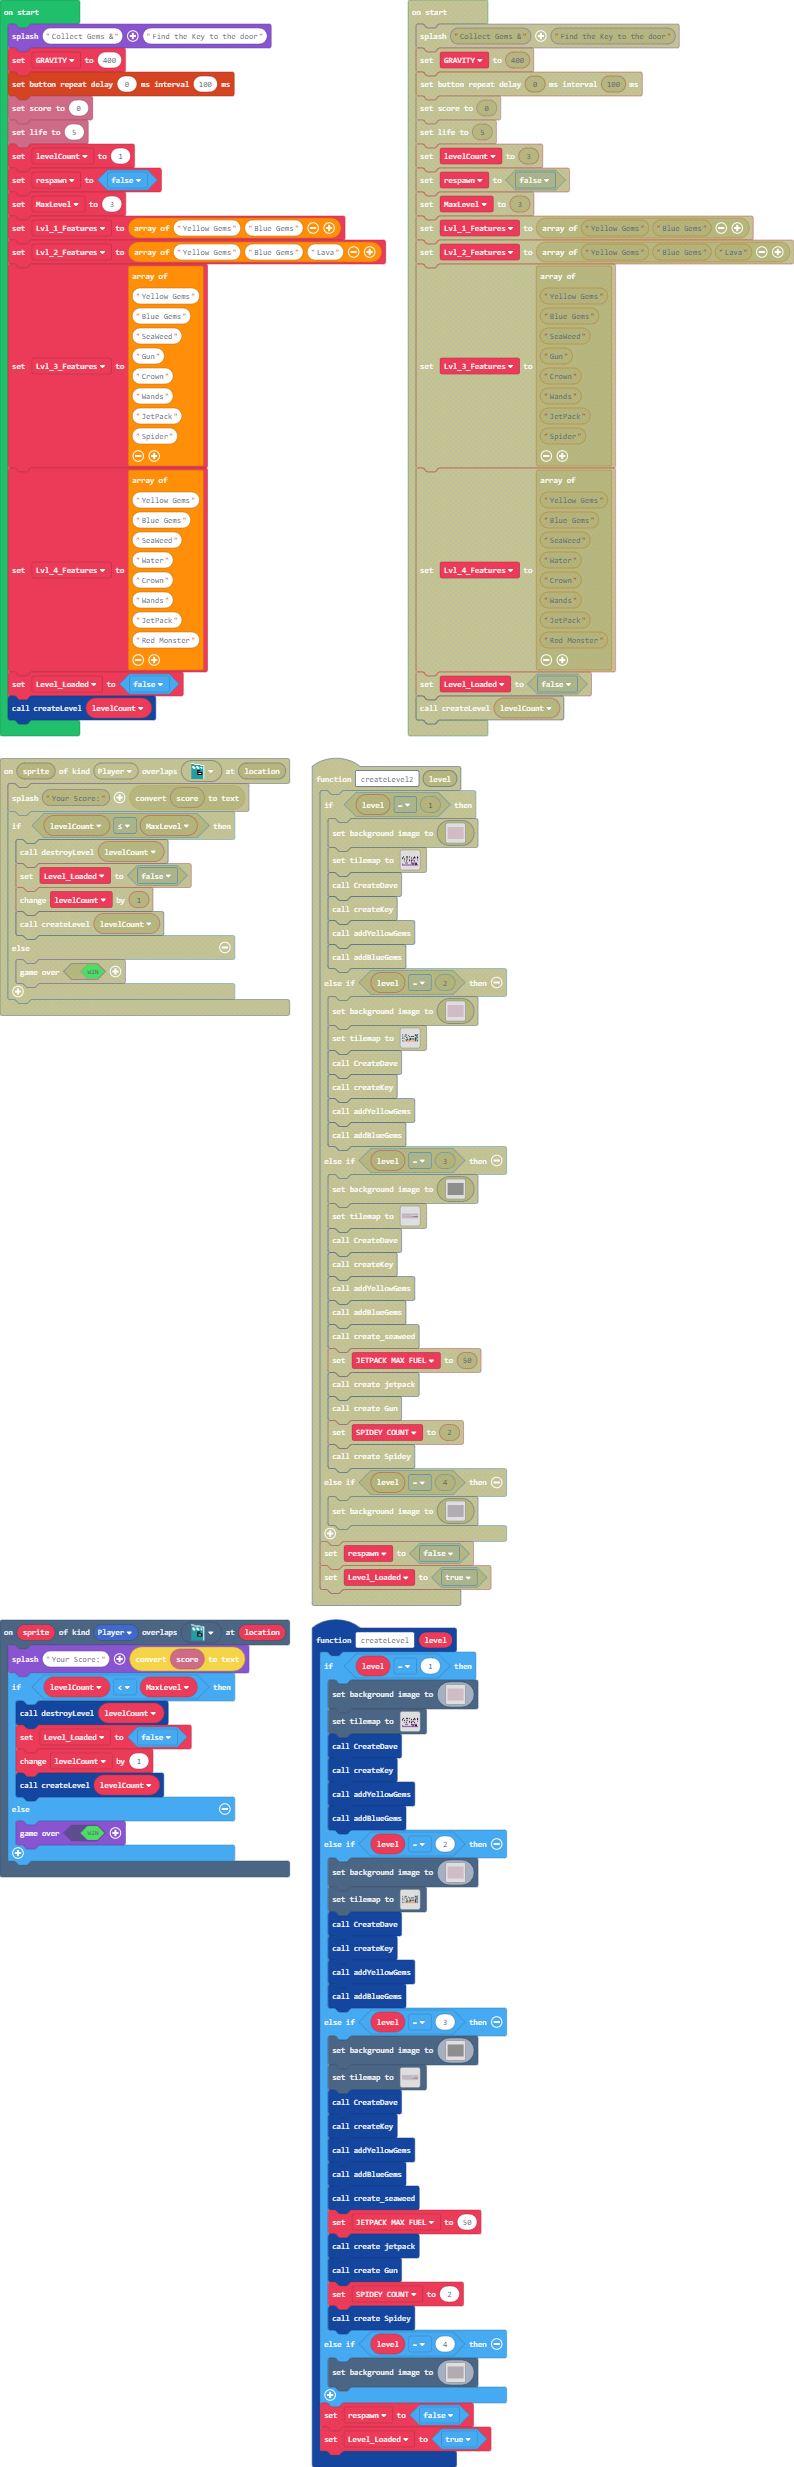 on start
splash "Collect Gems &" "Find the Key to the door"
set GRAVITY to 400
set button repeat delay 0 ms interval 100 ms
set score to 0
set life to 5
set levelCount to 1
set respawn to false
set MaxLevel to 3
set Lvl_1_Features to array of "Yellow Gems" "Blue Gems"
set Lvl_2_Features to array of "Yellow Gems" "Blue Gems" "Lava"
array of
"Yellow Gems"
"Blue Gems"
"SeaWeed"
"Gun"
set Lvl_3_Features to
"Crown"
"Wands"
"JetPack"
"Spider"
array of
"Yellow Gems"
"Blue Gems"
"SeaWeed"
"Water"
set Lvl_4_Features to
"Crown"
"Wands"
"JetPack"
"Red Monster"
set Level_Loaded to false
call createLevel levelCount
on start
splash "Collect Gems &" "Find the Key to the door"
set GRAVITY to 400
set button repeat delay 0 ms interval 100 ms
set score to 0
set life to 5
set levelCount to 3
set respawn to false
set MaxLevel to 3
set Lvl_1_Features to array of "Yellow Gems" "Blue Gems"
set Lvl_2_Features to array of "Yellow Gems" "Blue Gems" "Lava"
array of
"Yellow Gems"
"Blue Gems"
"SeaWeed"
"Gun"
set Lvl_3_Features to
"Crown"
"Wands"
"JetPack"
"Spider"
array of
"Yellow Gems"
"Blue Gems"
"SeaWeed"
"Water"
set Lvl_4_Features to
"Crown"
"Wands"
"JetPack"
"Red Monster"
set Level_Loaded to false
call createLevel levelCount
on sprite of kind Player overlaps at location
splash "Your Score:" convert score to text
if levelCount ≤ MaxLevel then
call destroyLevel levelCount
set Level_Loaded to false
change levelCount by 1
call createLevel levelCount
else
game over WIN
function createLevel2 level
if level = 1 then
set background image to
set tilemap to
call CreateDave
call createKey
call addYellowGems
call addBlueGems
else if level = 2 then
set background image to
set tilemap to
call CreateDave
call createKey
call addYellowGems
call addBlueGems
else if level = 3 then
set background image to
set tilemap to
call CreateDave
call createKey
call addYellowGems
call addBlueGems
call create_seaweed
set JETPACK MAX FUEL to 50
call create jetpack
call create Gun
set SPIDEY COUNT to 2
call create Spidey
else if level = 4 then
set background image to
set respawn to false
set Level_Loaded to true
on sprite of kind Player overlaps at location
splash "Your Score:" convert score to text
if levelCount < MaxLevel then
call destroyLevel levelCount
set Level_Loaded to false
change levelCount by 1
call createLevel levelCount
else
game over WIN
function createLevel level
if level = 1 then
set background image to
set tilemap to
call CreateDave
call createKey
call addYellowGems
call addBlueGems
else if level = 2 then
set background image to
set tilemap to
call CreateDave
call createKey
call addYellowGems
call addBlueGems
else if level = 3 then
set background image to
set tilemap to
call CreateDave
call createKey
call addYellowGems
call addBlueGems
call create_seaweed
set JETPACK MAX FUEL to 50
call create jetpack
call create Gun
set SPIDEY COUNT to 2
call create Spidey
else if level = 4 then
set background image to
set respawn to false
set Level_Loaded to true